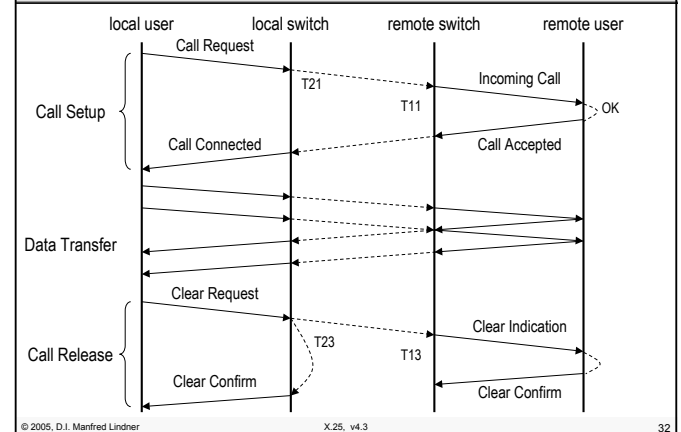 local user local switch remote switch remote user
Call Request
T21
Incoming Call
T11
OK
Call Setup
Call Connected
Call Accepted
Data Transfer
Clear Request
Clear Indication
T23
T13
Call Release
Clear Confirm
Clear Confirm
© 2005, D.I. Manfred Lindner X.25, v4.3 32